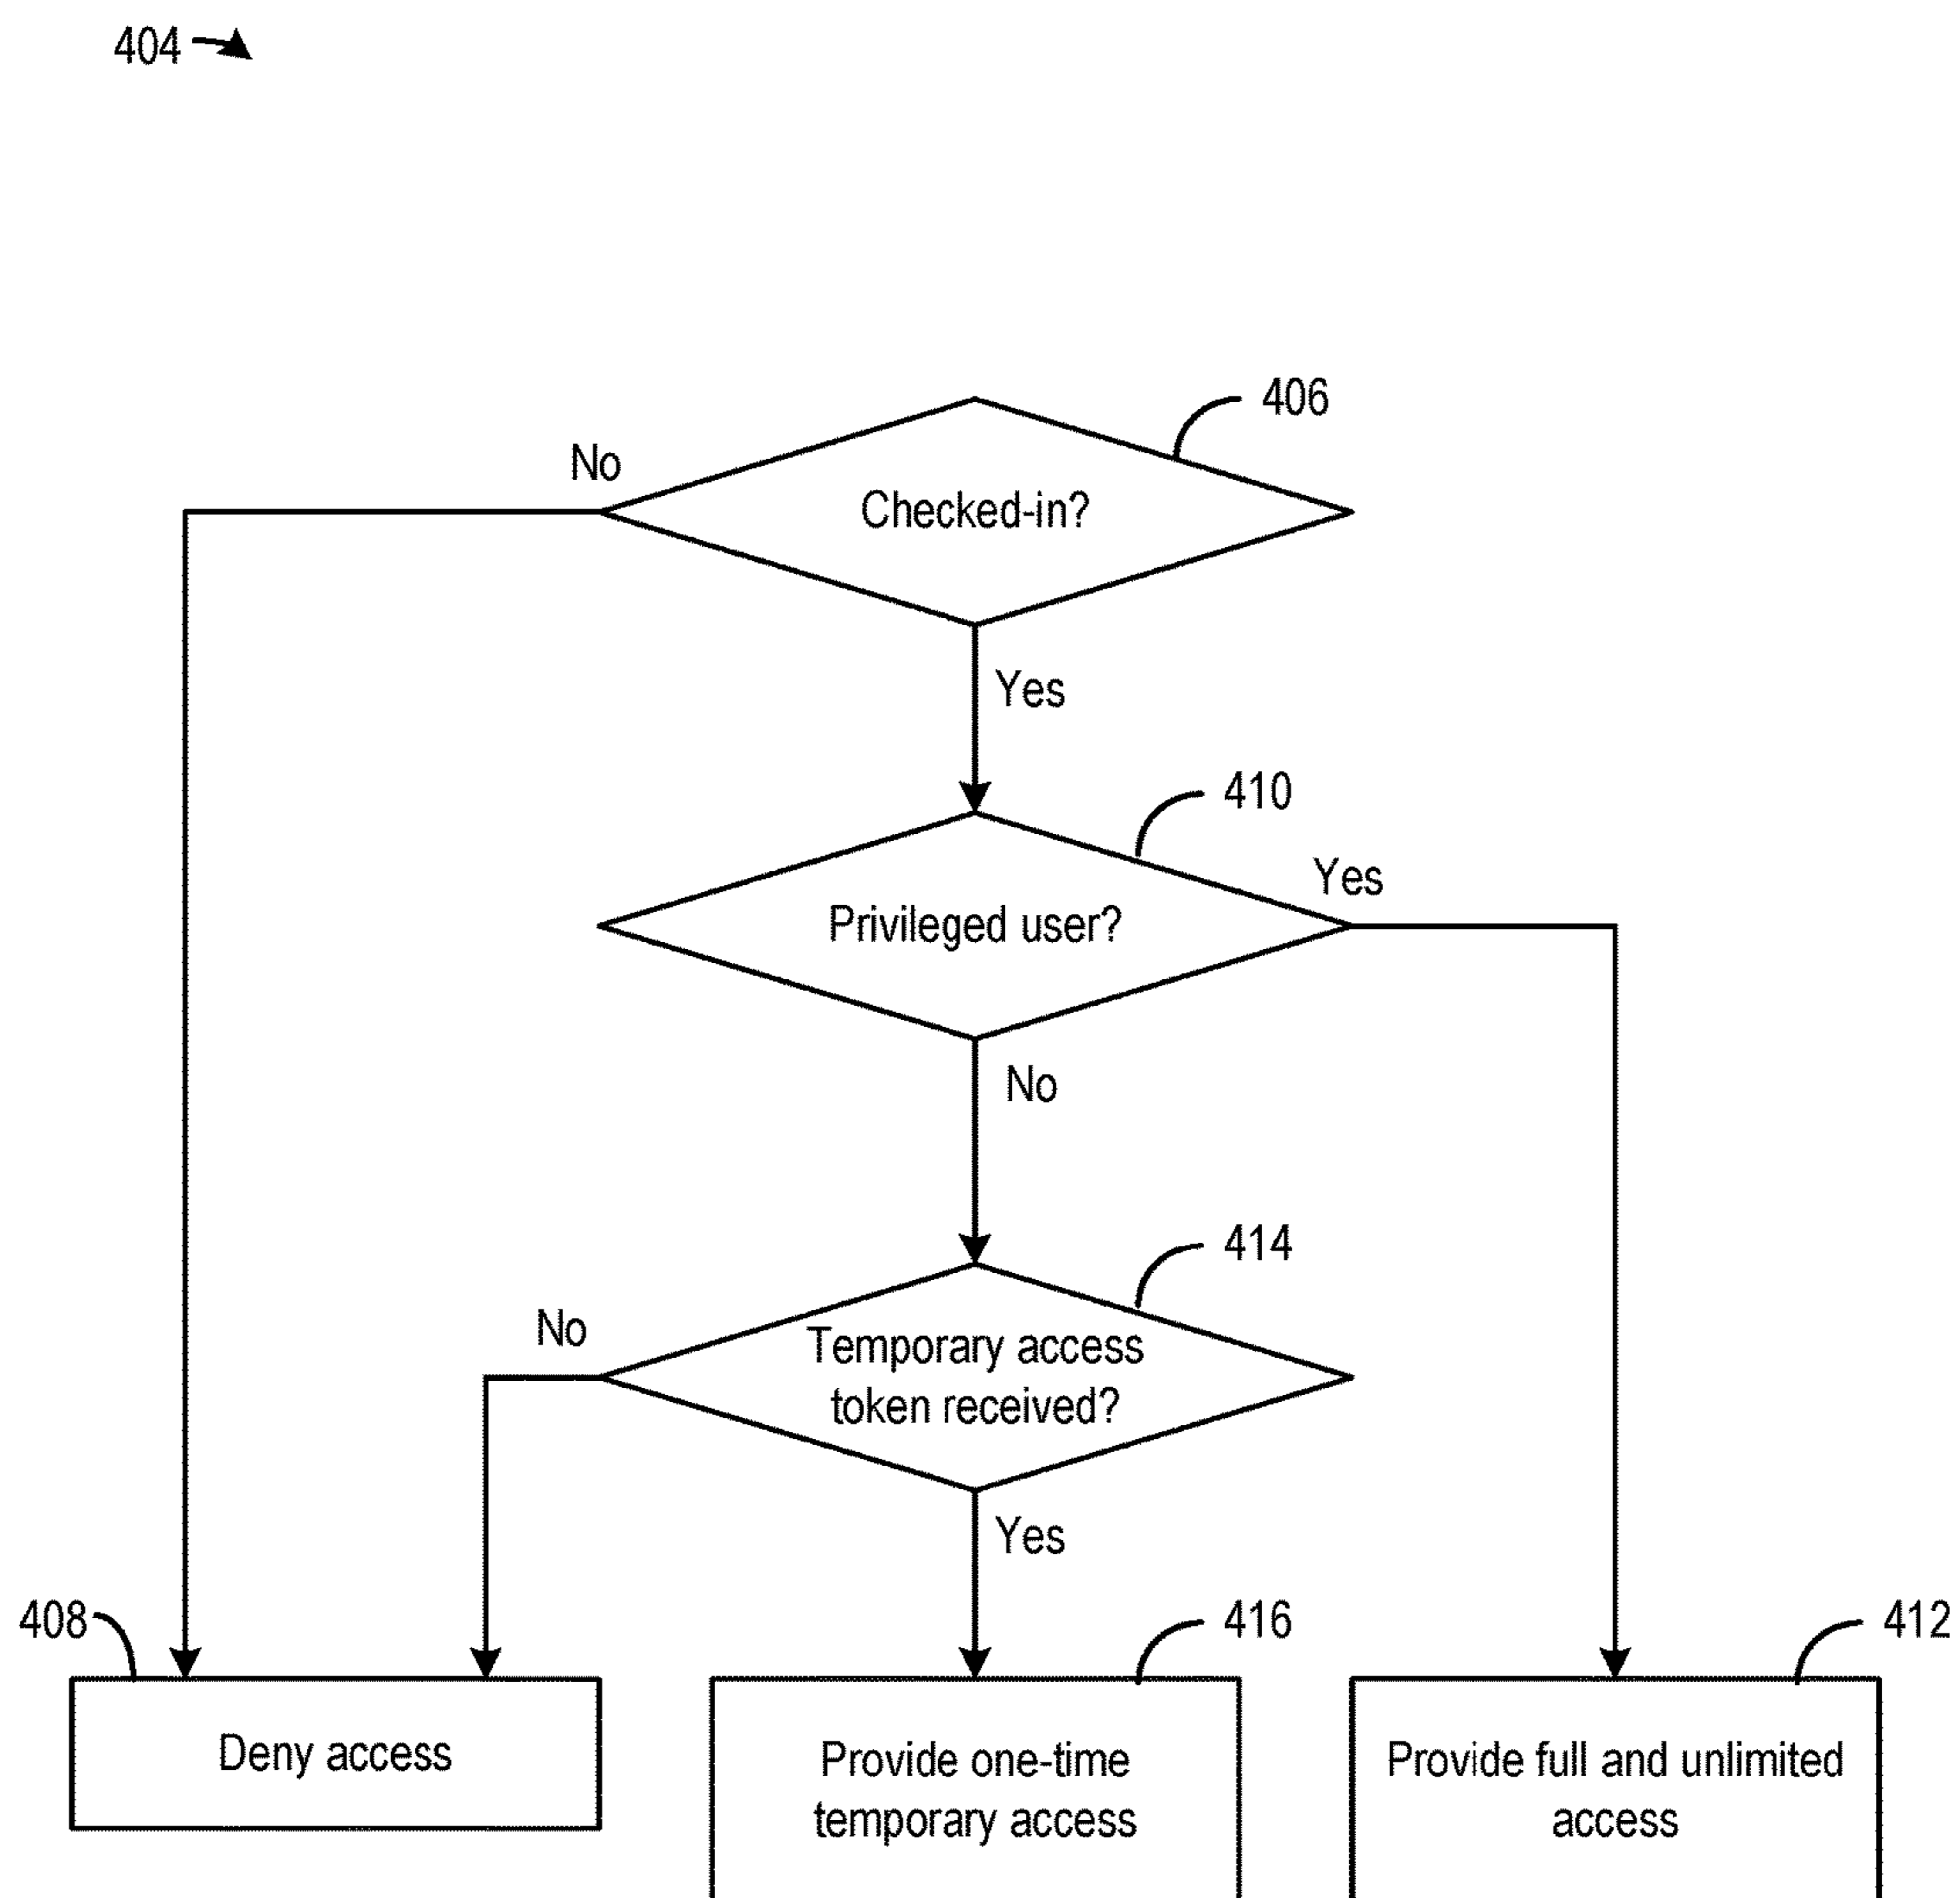 404
406
No
Checked-in?
Yes
410
Yes
Privileged user?
No
414
No
Temporary access
token received?
Yes
408
416
412
Deny access
Provide one-time
temporary access
Provide full and unlimited
access